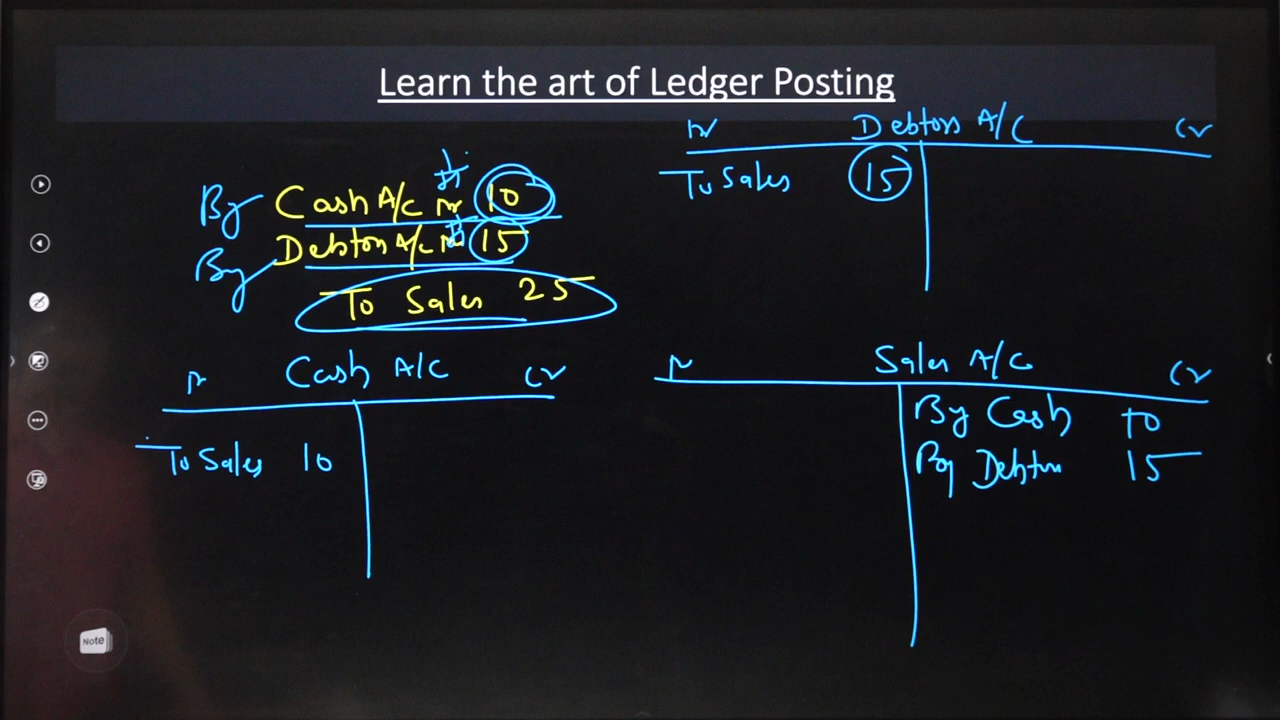 Learn the art of Ledger Posting
By Cash A/C Dr 10
By Debtors A/C Dr 15
To Sales 25
Dr Debtors A/C Cr
To Sales 15
Dr Cash A/C Cr
To Sales 10
Dr Sales A/C Cr
By Cash 10
By Debtors 15
Note